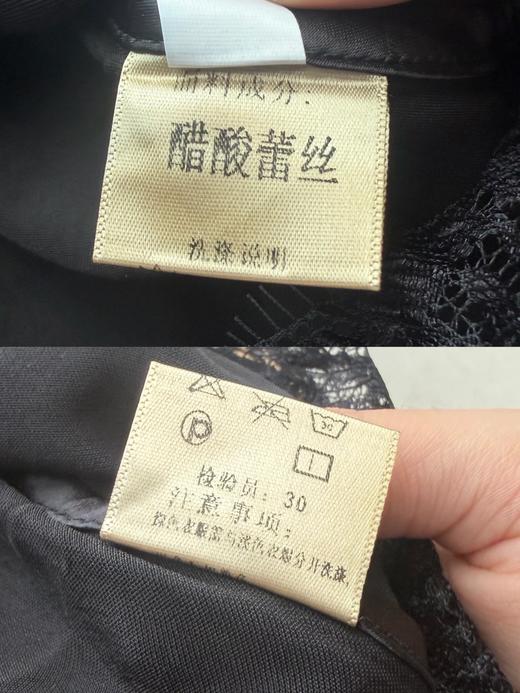 面料成分：
醋酸蕾丝
洗涤说明
30
P
检验员：30
注意事项：
深色衣服需与浅色衣服分开洗涤，